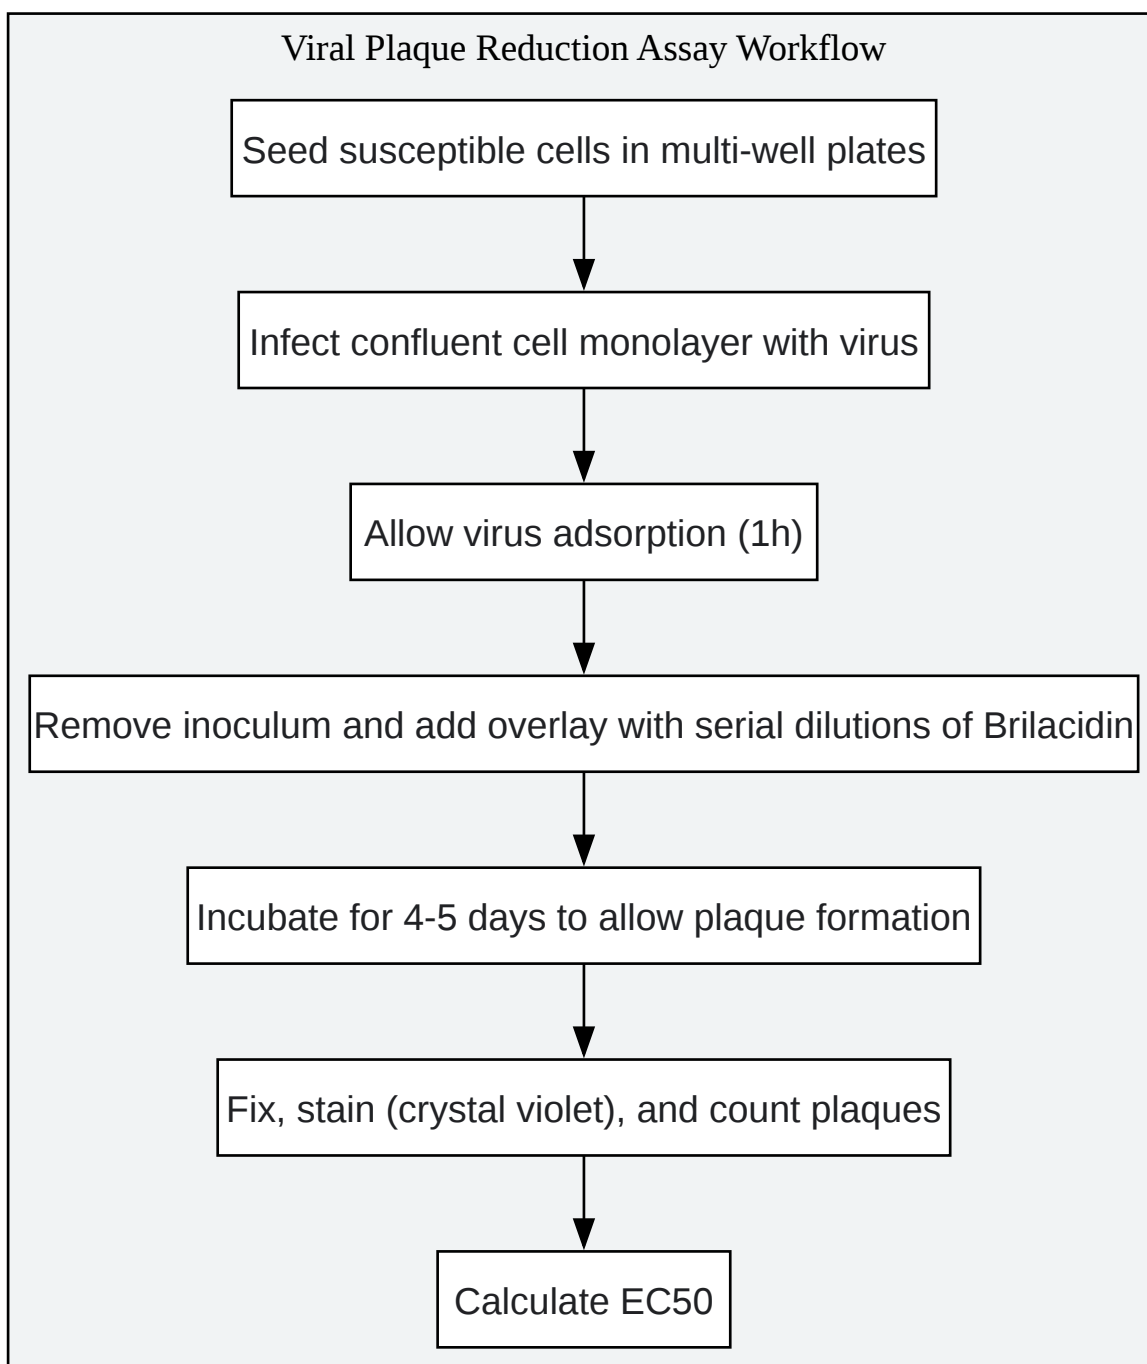 Viral Plaque Reduction Assay Workflow
Seed susceptible cells in multi-well plates
Infect confluent cell monolayer with virus
Allow virus adsorption (1h)
Remove inoculum and add overlay with serial dilutions of Brilacidin
Incubate for 4-5 days to allow plaque formation
Fix, stain (crystal violet), and count plaques
Calculate EC50